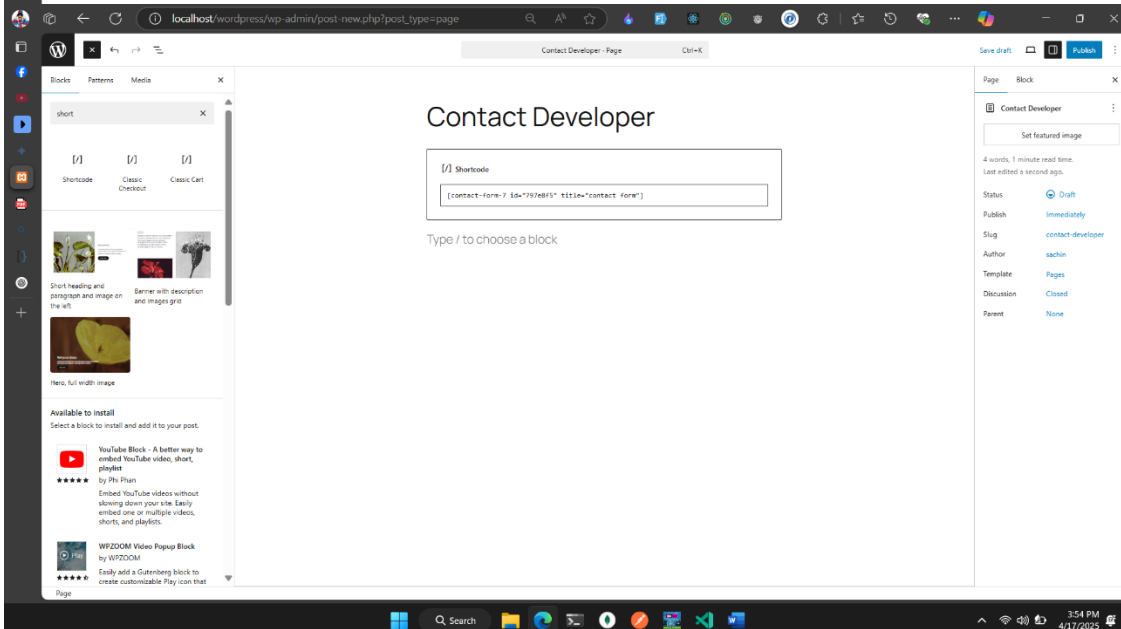 localhost/wordpress/wp-admin/post-new.php?post_type=page
Contact Developer - Page
Ctrl+K
Save draft
Publish
Blocks
Patterns
Media
short
Shortcode
Classic
Checkout
Classic Cart
Short heading and
paragraph and image on
the left
Banner with description
and images grid
Hero, full width image
Available to install
Select a block to install and add it to your post.
YouTube Block - A better way to
embed YouTube video, short,
playlist
by Phi Phan
Embed YouTube videos without
slowing down your site. Easily
embed one or multiple videos,
shorts, and playlists.
Play
WPZOOM Video Popup Block
by WPZOOM
Easily add a Gutenberg block to
create customizable Play icon that
Page
Contact Developer
[/] Shortcode
[contact-form-7 id="797e8f5" title="contact form"]
Type / to choose a block
Page
Block
Contact Developer
Set featured image
4 words, 1 minute read time.
Last edited a second ago.
Status
Draft
Publish
Immediately
Slug
contact-developer
Author
sachin
Template
Pages
Discussion
Closed
Parent
None
Search
3:54 PM
4/17/2025